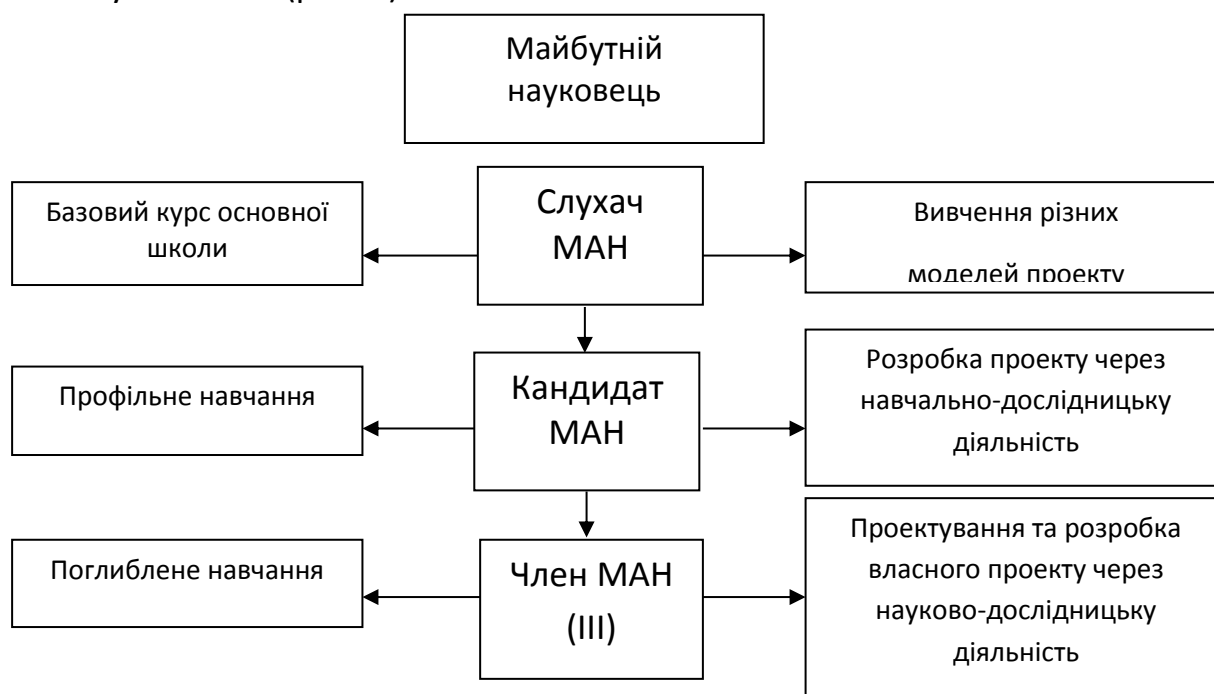 Майбутній
науковець
Базовий курс основної
школи
Слухач
МАН
Вивчення різних
моделей проекту
Профільне навчання
Кандидат
МАН
Розробка проекту через
навчально-дослідницьку
діяльність
Поглиблене навчання
Член МАН
(ІІІ)
Проектування та розробка
власного проекту через
науково-дослідницьку
діяльність